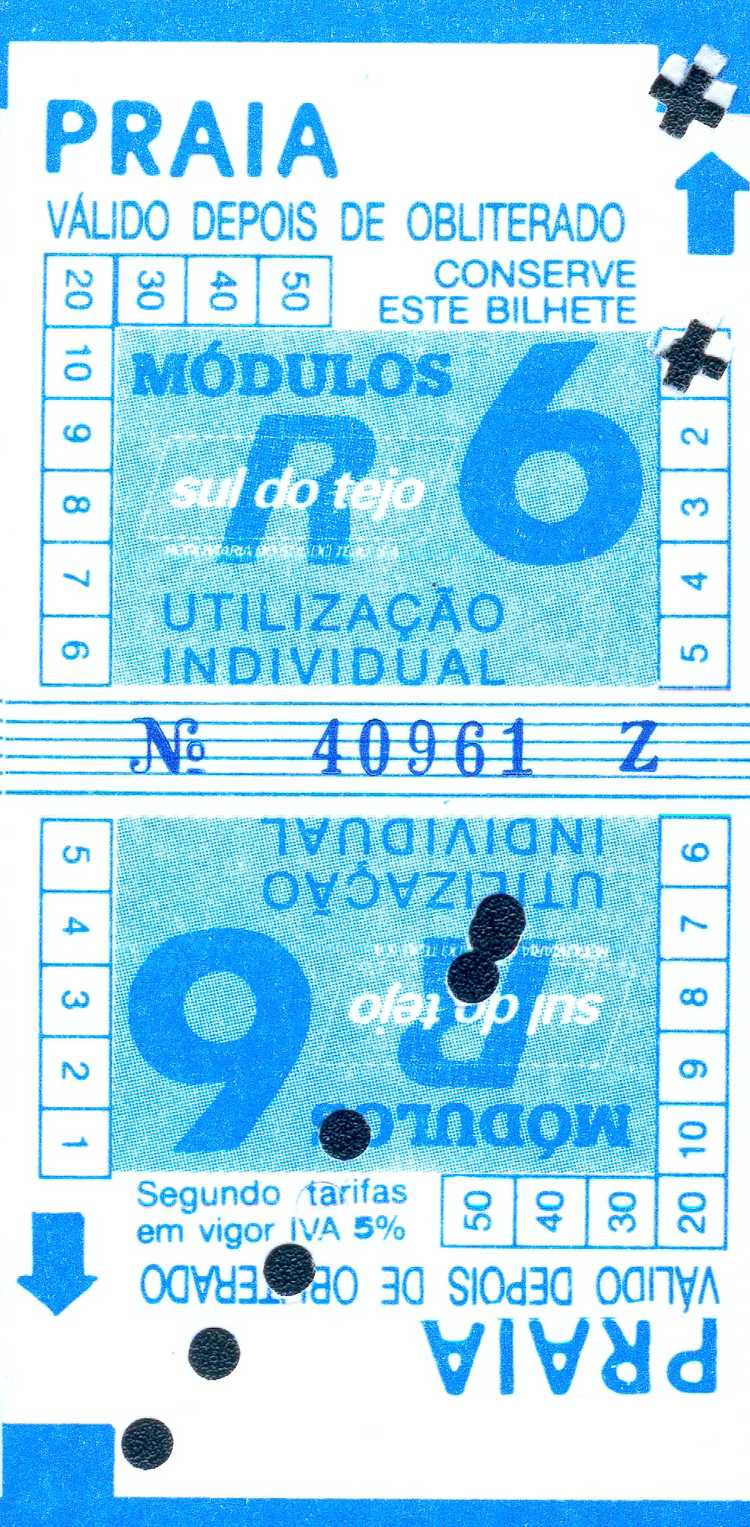 PRAIA
VÁLIDO DEPOIS DE OBLITERADO
20 30 40 50
CONSERVE
ESTE BILHETE
10
9
8
7
6
MÓDULOS
R 6
sul do tejo
UTILIZAÇÃO
INDIVIDUAL
2
3
4
5
Nº 40961 Z
5
4
3
2
1
UTILIZAÇÃO
INDIVIDUAL
R 6
sul do tejo
MÓDULOS
6
7
8
9
10
Segundo tarifas
em vigor IVA 5%
50 40 30 20
VÁLIDO DEPOIS DE OBLITERADO
PRAIA